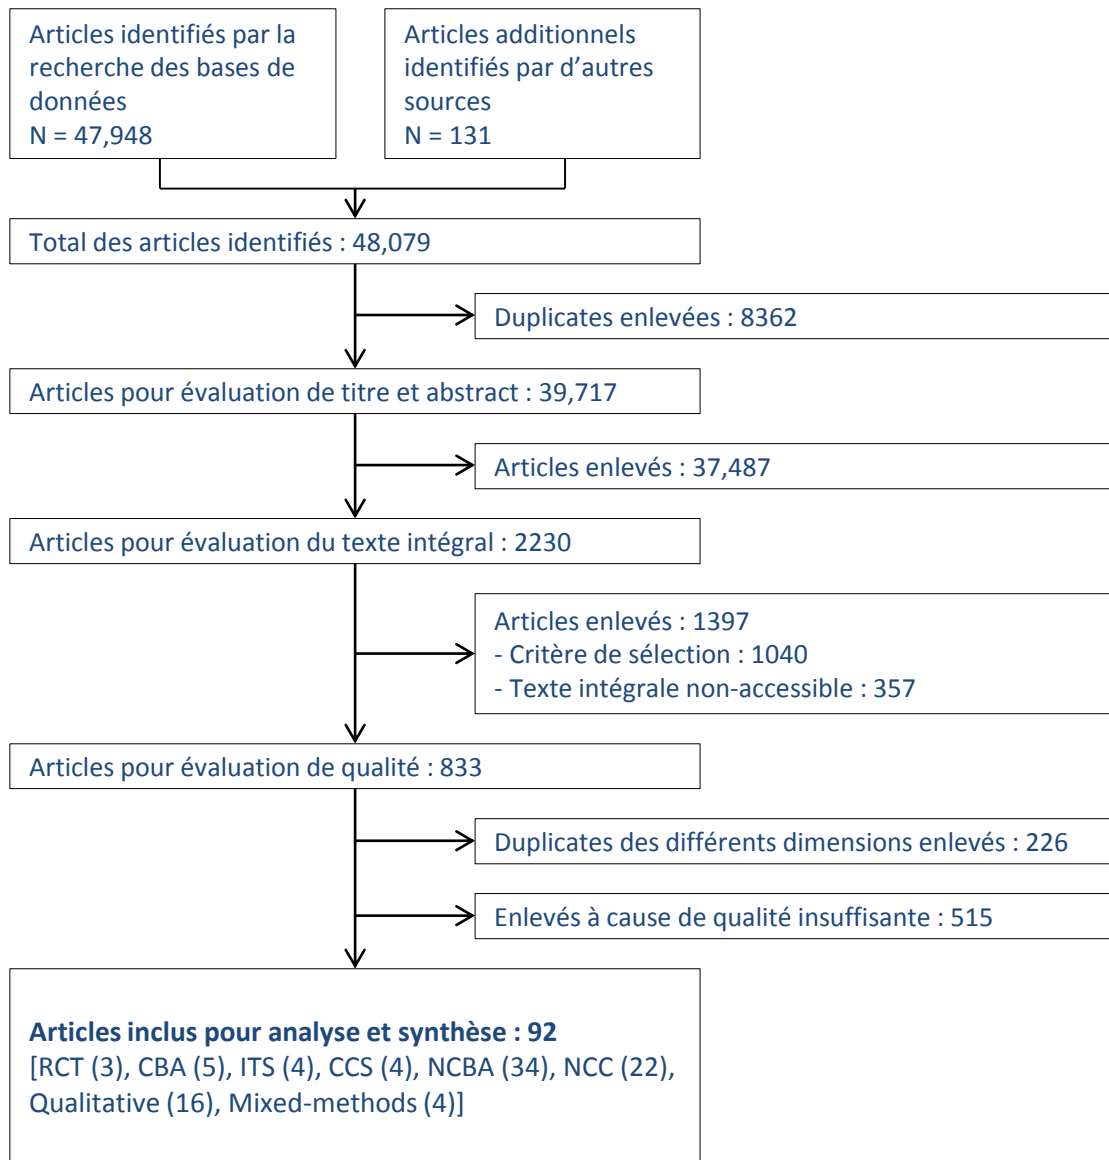 Articles identifiés par la
recherche des bases de
données
N = 47,948
Articles additionnels
identifiés par d'autres
sources
N = 131
Total des articles identifiés : 48,079
Duplicates enlevées : 8362
Articles pour évaluation de titre et abstract : 39,717
Articles enlevés : 37,487
Articles pour évaluation du texte intégral : 2230
Articles enlevés : 1397
- Critère de sélection : 1040
- Texte intégrale non-accessible : 357
Articles pour évaluation de qualité : 833
Duplicates des différents dimensions enlevés : 226
Enlevés à cause de qualité insuffisante : 515
Articles inclus pour analyse et synthèse : 92
[RCT (3), CBA (5), ITS (4), CCS (4), NCBA (34), NCC (22),
Qualitative (16), Mixed-methods (4)]